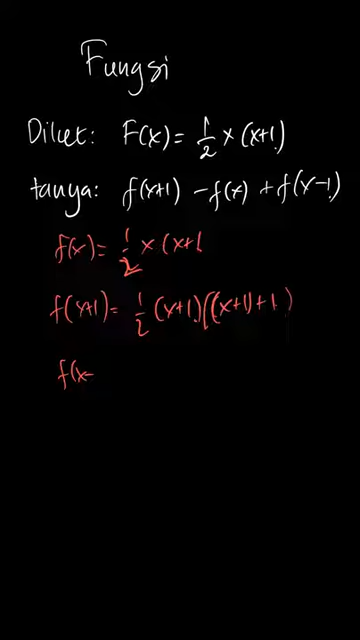 Fungsi
Diket: F(x) = 1/2 x (x+1)
tanya: f(x+1) - f(x) + f(x-1)
f(x) = 1/2 x (x+1
f(x+1) = 1/2 (x+1) ((x+1)+1)
f(x-